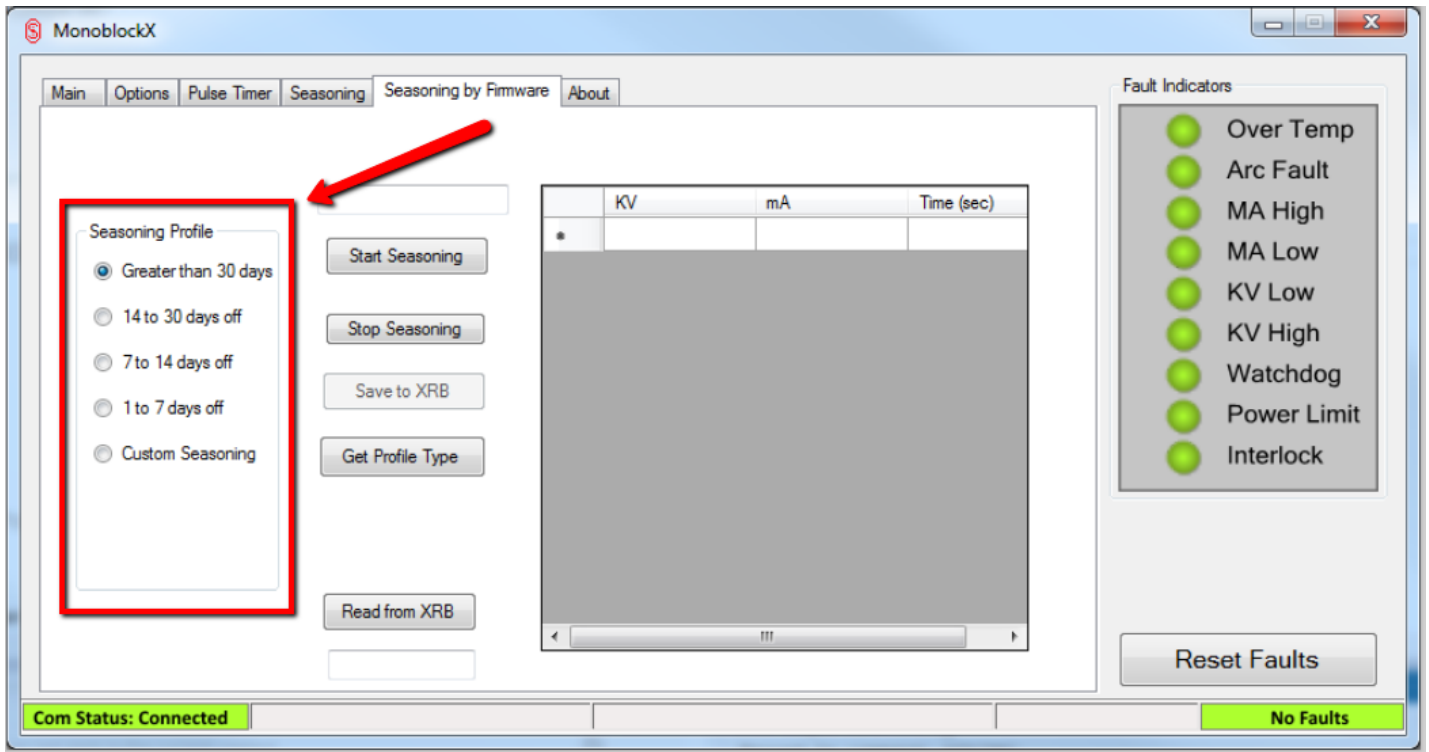 MonoblockX
Main Options Pulse Timer Seasoning Seasoning by Firmware About
Seasoning Profile
Greater than 30 days
14 to 30 days off
7 to 14 days off
1 to 7 days off
Custom Seasoning
Start Seasoning
Stop Seasoning
Save to XRB
Get Profile Type
Read from XRB
KV mA Time (sec)
Fault Indicators
Over Temp
Arc Fault
MA High
MA Low
KV Low
KV High
Watchdog
Power Limit
Interlock
Reset Faults
Com Status: Connected
No Faults